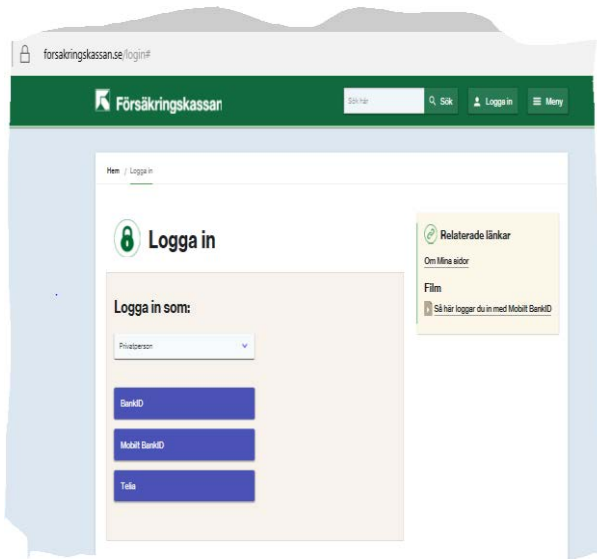 forsakringskassan.se/login#
Försäkringskassan
Sök här
Sök
Logga in
Meny
Hem / Logga in
Logga in
Relaterade länkar
Om Mina sidor
Film
Så här loggar du in med Mobilt BankID
Logga in som:
Privatperson
BankID
Mobilt BankID
Telia